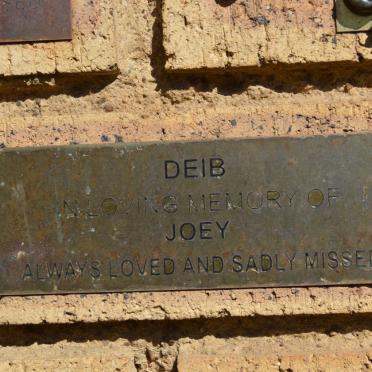 DEIB
IN LOVING MEMORY OF
JOEY
ALWAYS LOVED AND SADLY MISSED